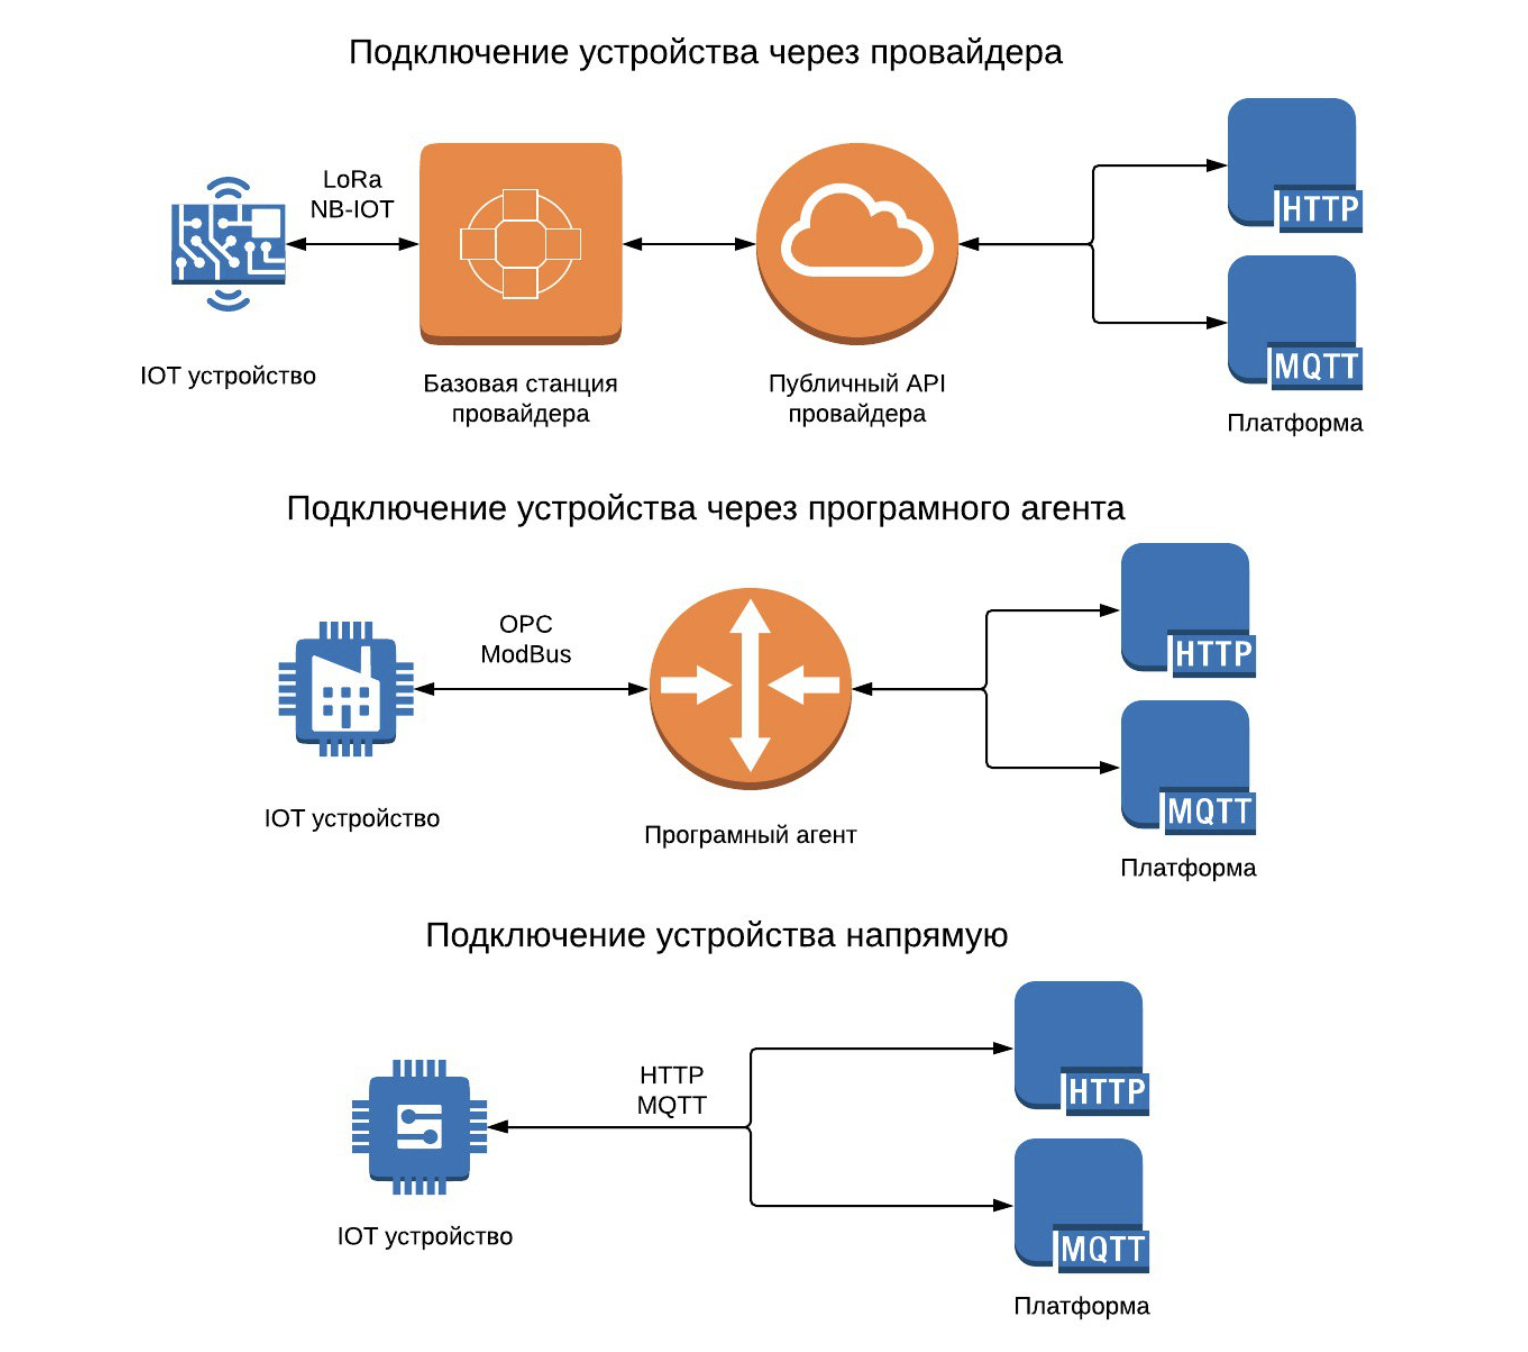 Подключение устройства через провайдера
LoRa
NB-IOT
HTTP
MQTT
IOT устройство
Базовая станция
провайдера
Публичный API
провайдера
Платформа
Подключение устройства через програмного агента
OPC
ModBus
HTTP
MQTT
IOT устройство
Програмный агент
Платформа
Подключение устройства напрямую
HTTP
MQTT
HTTP
MQTT
IOT устройство
Платформа